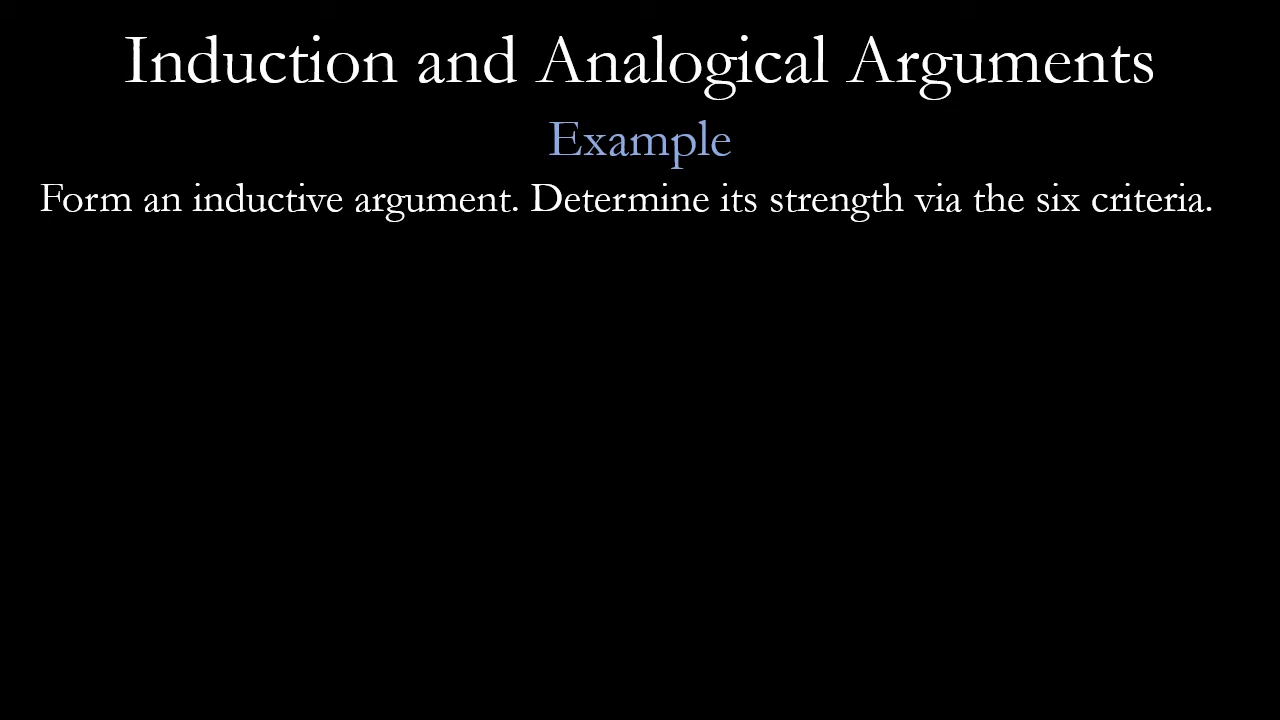 Induction and Analogical Arguments
Example
Form an inductive argument. Determine its strength via the six criteria.